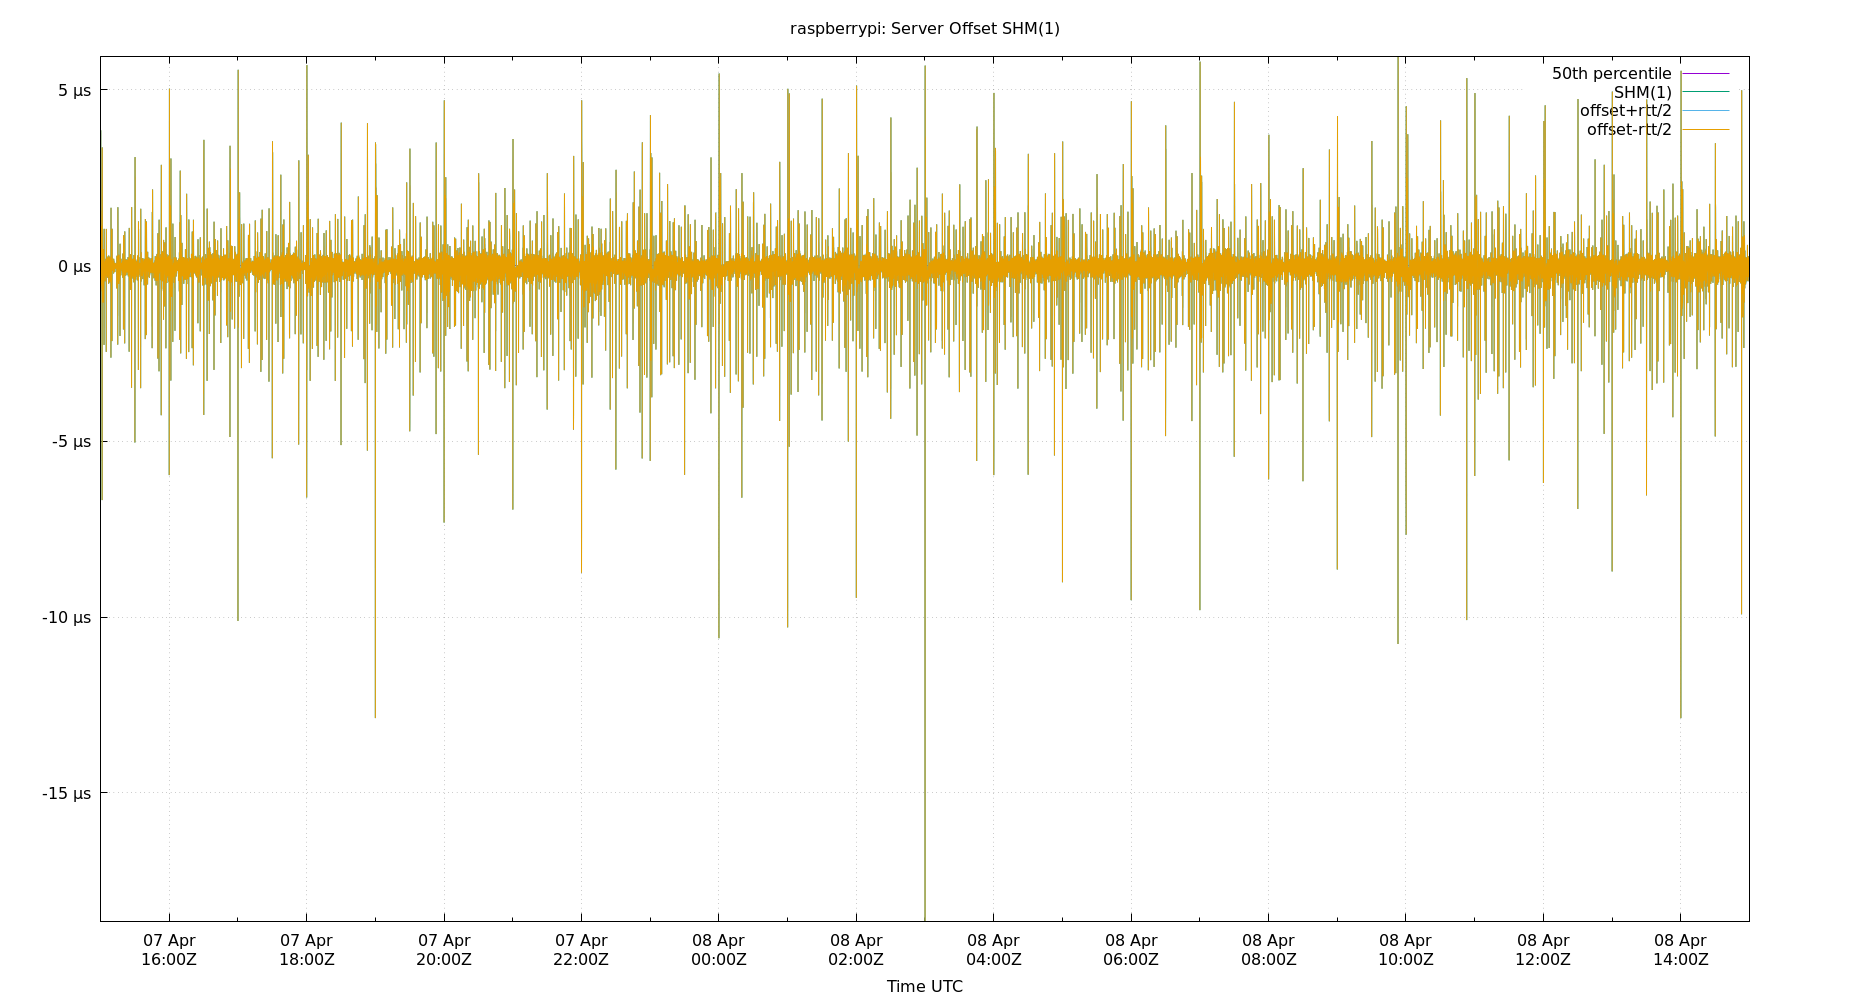 raspberrypi: Server Offset SHM(1)
50th percentile
SHM(1)
offset+rtt/2
offset-rtt/2
5 µs
0 µs
-5 µs
-10 µs
-15 µs
07 Apr 07 Apr 07 Apr 07 Apr 08 Apr 08 Apr 08 Apr 08 Apr 08 Apr 08 Apr 08 Apr 08 Apr
16:00Z 18:00Z 20:00Z 22:00Z 00:00Z 02:00Z 04:00Z 06:00Z 08:00Z 10:00Z 12:00Z 14:00Z
Time UTC